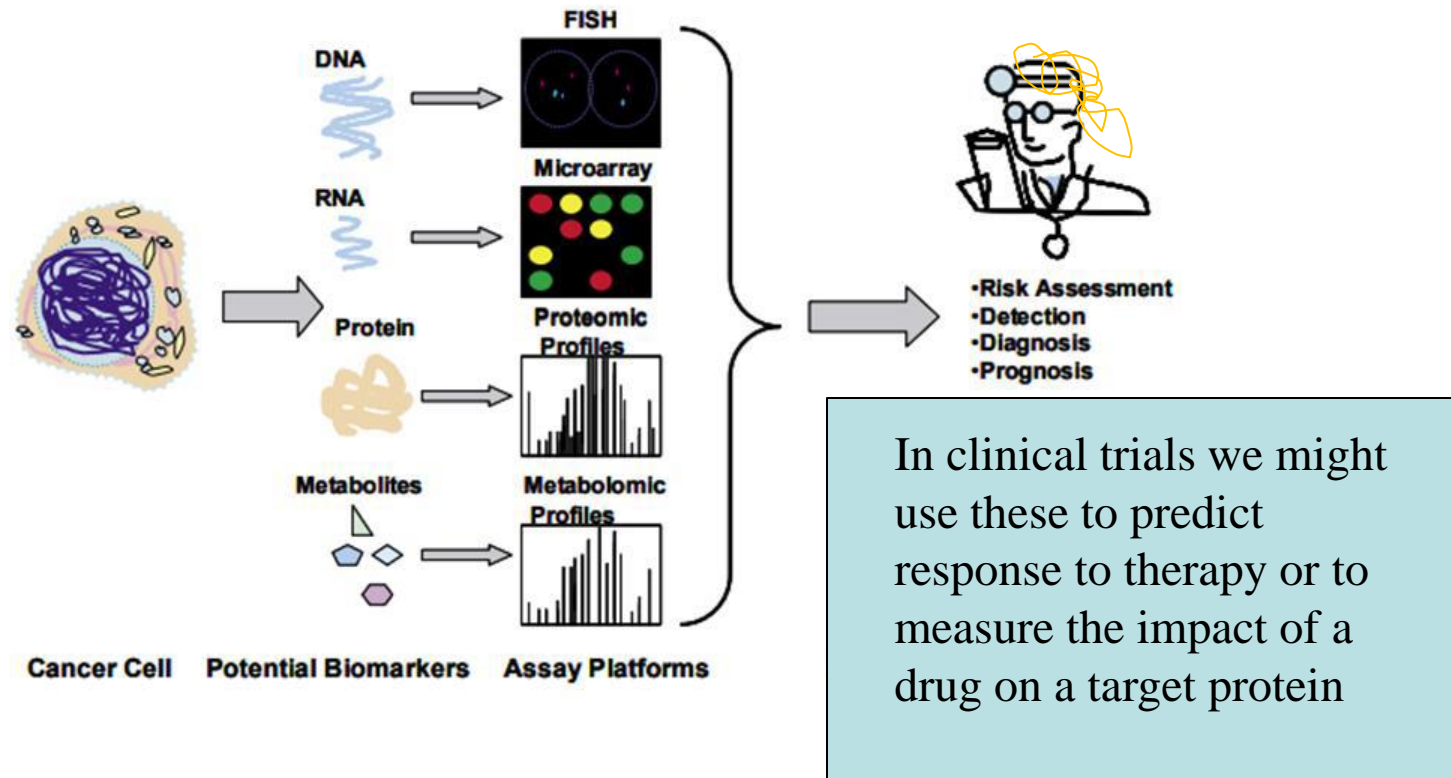 FISH
DNA
Microarray
RNA
Proteomic
Profiles
Protein
Metabolomic
Profiles
Metabolites
Cancer Cell
Potential Biomarkers
Assay Platforms
•Risk Assessment
•Detection
•Diagnosis
•Prognosis
In clinical trials we might
use these to predict
response to therapy or to
measure the impact of a
drug on a target protein